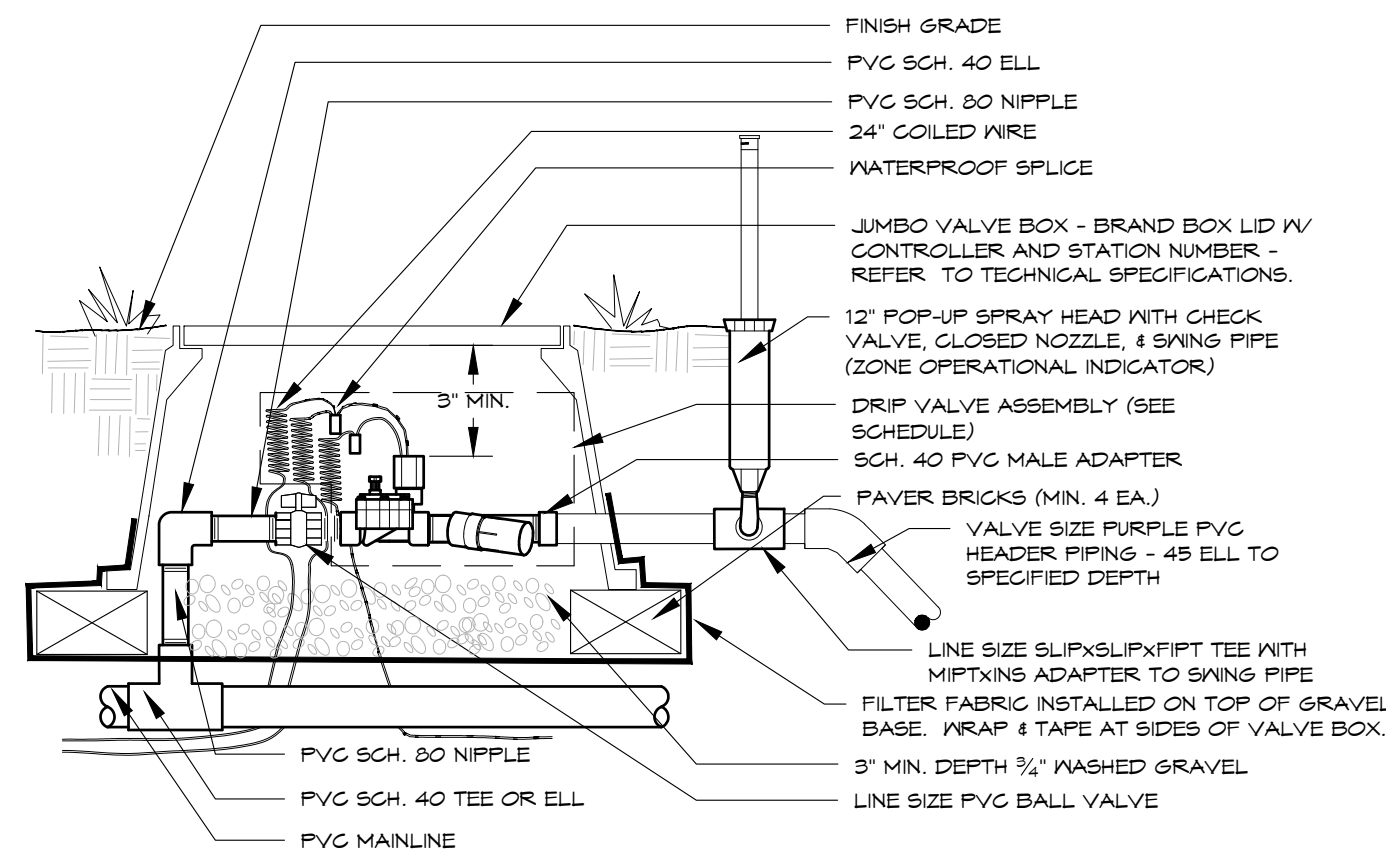 FINISH GRADE
PVC SCH. 40 ELL
PVC SCH. 80 NIPPLE
24" COILED WIRE
WATERPROOF SPLICE
JUMBO VALVE BOX - BRAND BOX LID W/
CONTROLLER AND STATION NUMBER -
REFER TO TECHNICAL SPECIFICATIONS.
12" POP-UP SPRAY HEAD WITH CHECK
VALVE, CLOSED NOZZLE, & SWING PIPE
(ZONE OPERATIONAL INDICATOR)
3" MIN.
DRIP VALVE ASSEMBLY (SEE
SCHEDULE)
SCH. 40 PVC MALE ADAPTER
PAVER BRICKS (MIN. 4 EA.)
VALVE SIZE PURPLE PVC
HEADER PIPING - 45 ELL TO
SPECIFIED DEPTH
LINE SIZE SLIPxSLIPxFIPT TEE WITH
MIPTxINS ADAPTER TO SWING PIPE
FILTER FABRIC INSTALLED ON TOP OF GRAVEL
BASE. WRAP & TAPE AT SIDES OF VALVE BOX.
3" MIN. DEPTH ¾" WASHED GRAVEL
LINE SIZE PVC BALL VALVE
PVC SCH. 80 NIPPLE
PVC SCH. 40 TEE OR ELL
PVC MAINLINE